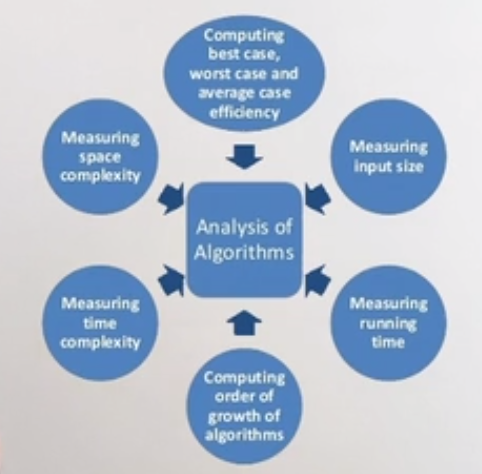 Computing
best case,
worst case and
average case
efficiency
Measuring
space
complexity
Measuring
input size
Analysis of
Algorithms
Measuring
time
complexity
Measuring
running
time
Computing
order of
growth of
algorithms